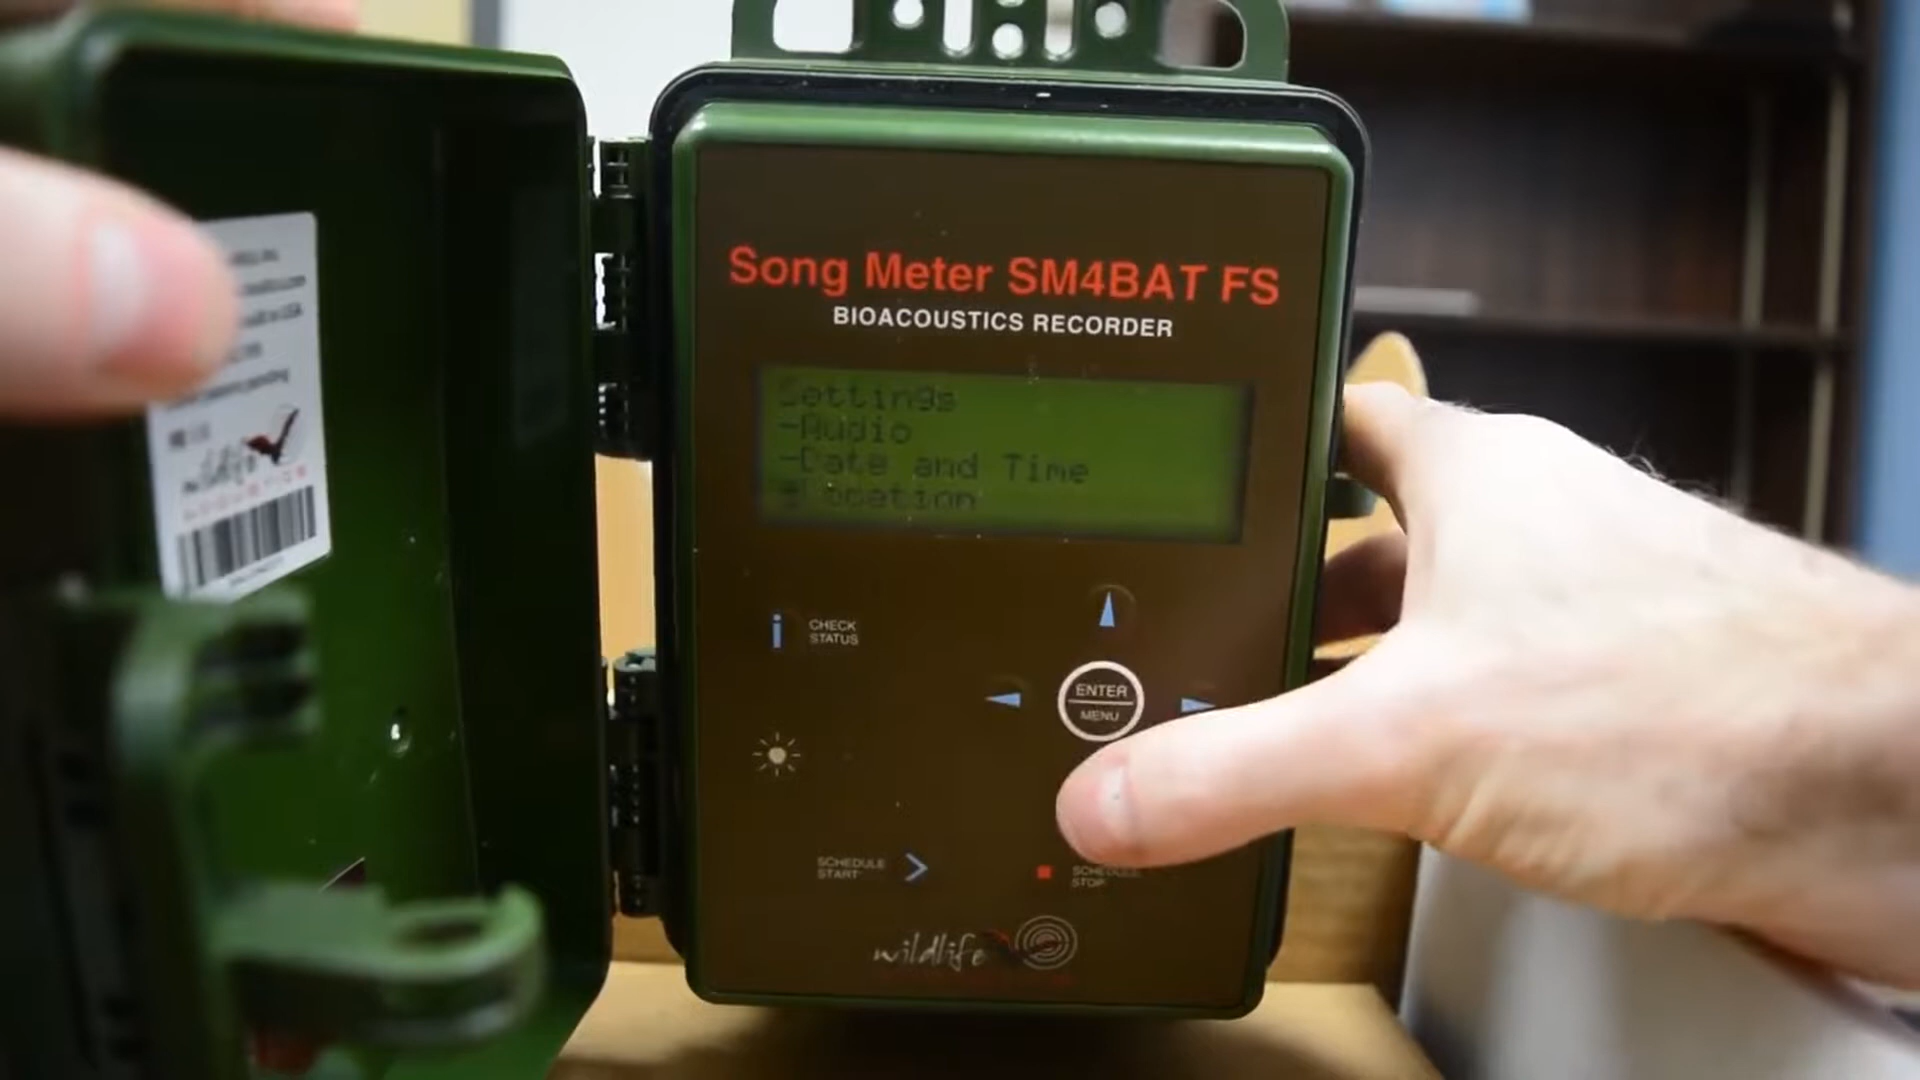 Song Meter SM4BAT FS
BIOACOUSTICS RECORDER
Settings
-Audio
-Date and Time
Location
i CHECK
STATUS
ENTER
MENU
SCHEDULE
START
SCHEDULE
STOP
wildlife
wildlife